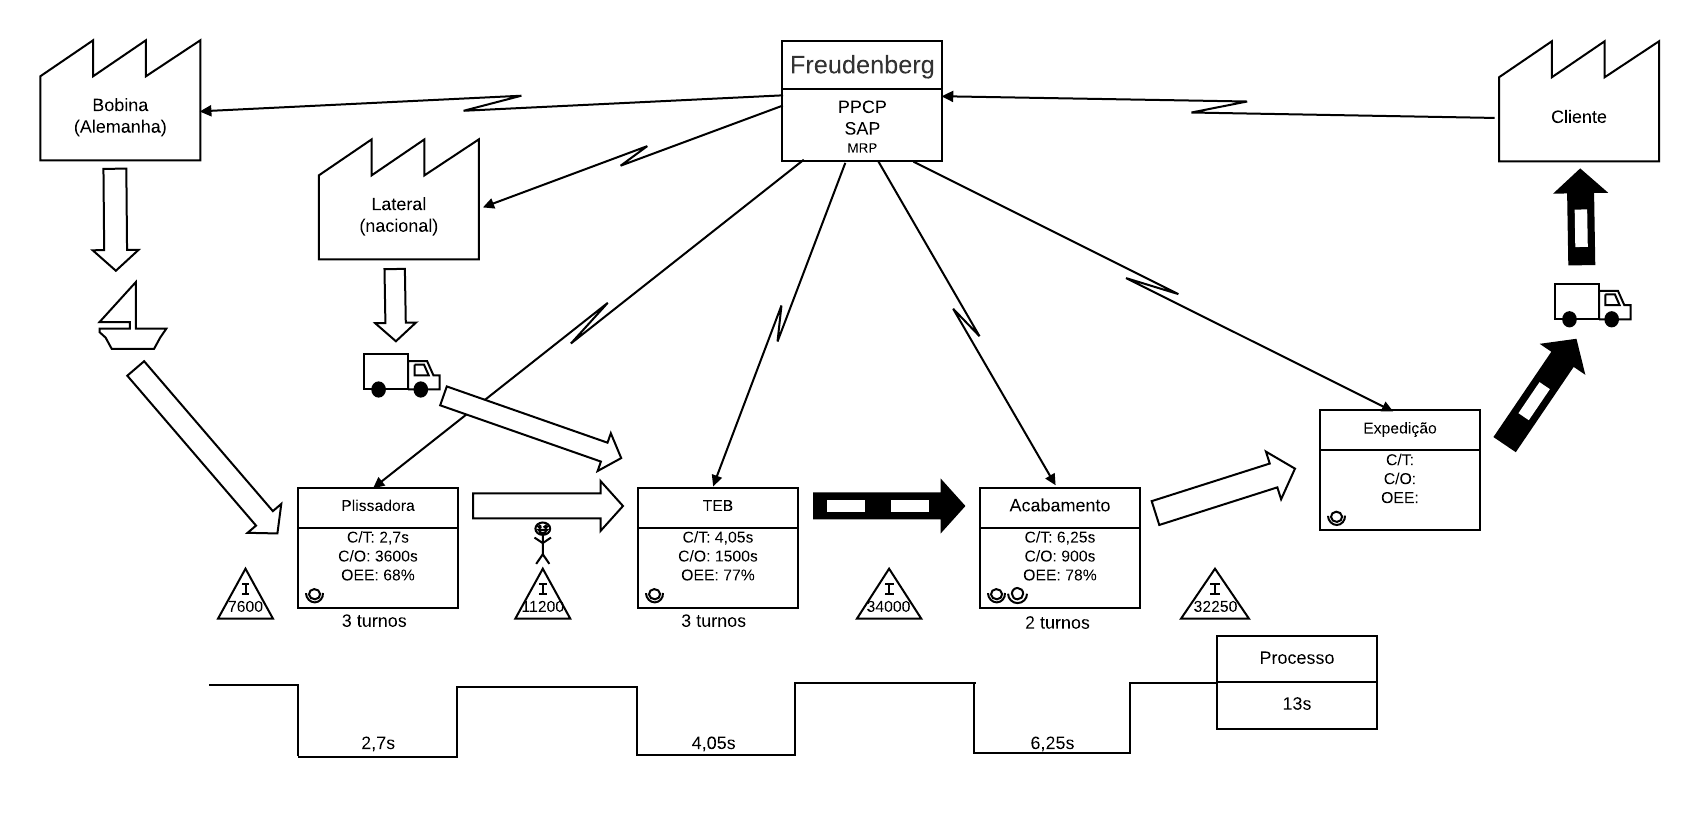 Freudenberg
PPCP
SAP
MRP
Bobina
(Alemanha)
Lateral
(nacional)
Cliente
Plissadora
C/T: 2,7s
C/O: 3600s
OEE: 68%
3 turnos
TEB
C/T: 4,05s
C/O: 1500s
OEE: 77%
3 turnos
Acabamento
C/T: 6,25s
C/O: 900s
OEE: 78%
2 turnos
Expedição
C/T:
C/O:
OEE:
I
7600
I
11200
I
34000
I
32250
Processo
13s
2,7s
4,05s
6,25s